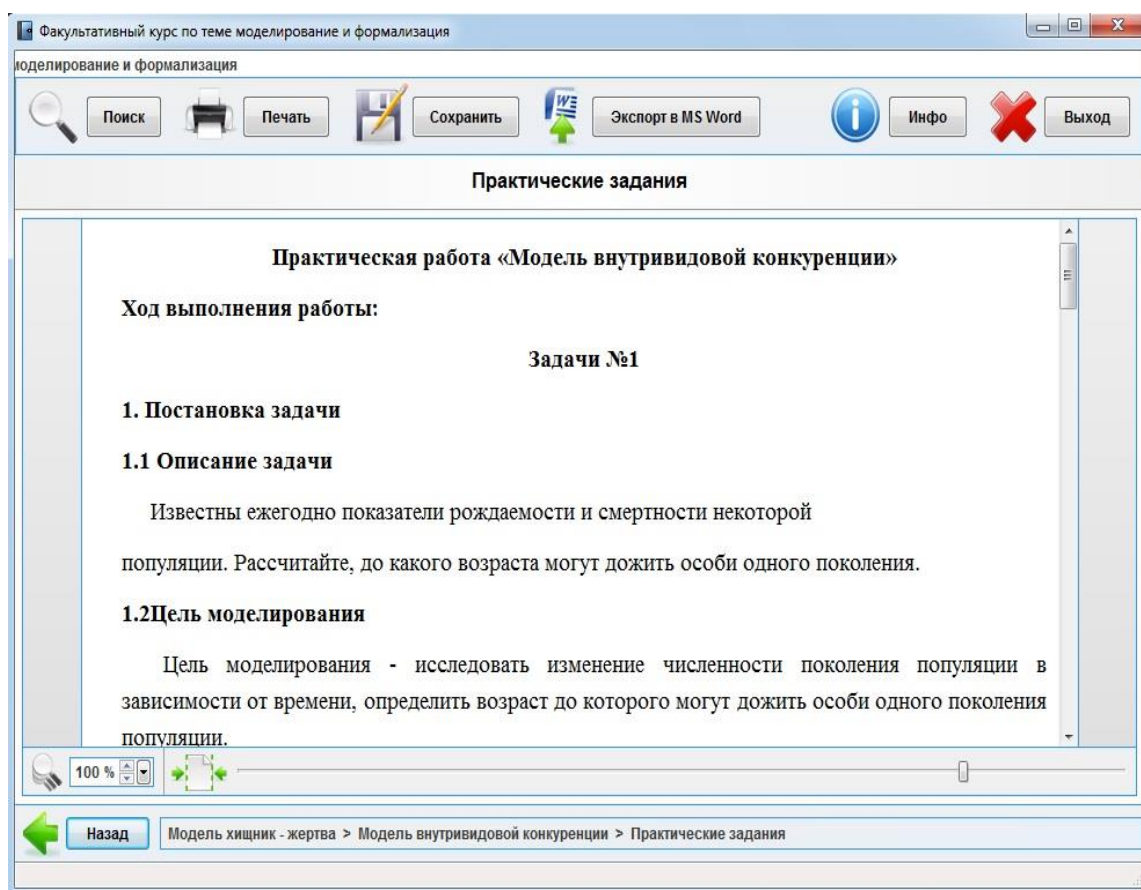 Факультативный курс по теме моделирование и формализация
моделирование и формализация
Поиск
Печать
Сохранить
Экспорт в MS Word
Инфо
Выход
Практические задания
Практическая работа «Модель внутривидовой конкуренции»
Ход выполнения работы:
Задачи №1
1. Постановка задачи
1.1 Описание задачи
Известны ежегодно показатели рождаемости и смертности некоторой
популяции. Рассчитайте, до какого возраста могут дожить особи одного поколения.
1.2Цель моделирования
Цель моделирования - исследовать изменение численности поколения популяции в
зависимости от времени, определить возраст до которого могут дожить особи одного поколения
популяции.
100 %
Назад
Модель хищник - жертва > Модель внутривидовой конкуренции > Практические задания